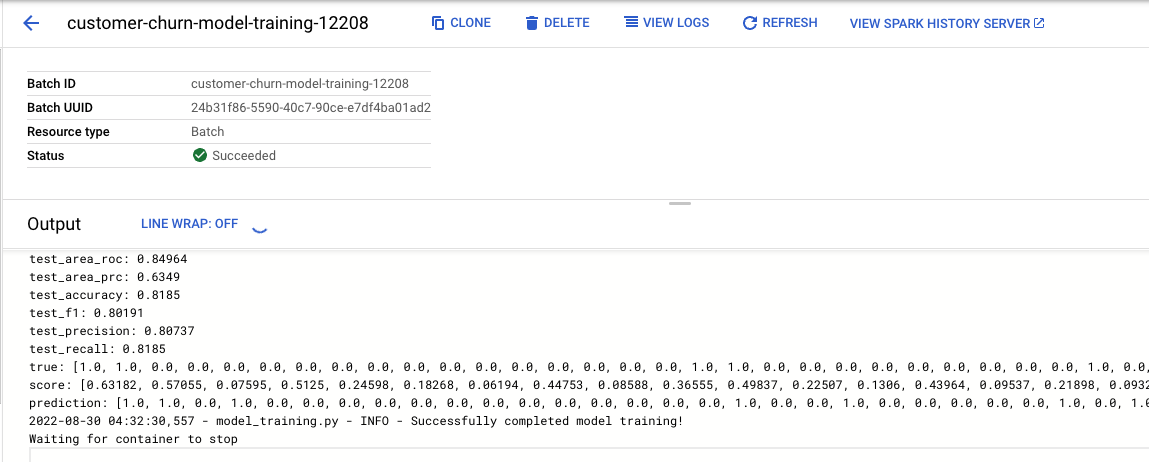 customer-churn-model-training-12208 CLONE DELETE VIEW LOGS REFRESH VIEW SPARK HISTORY SERVER
Batch ID customer-churn-model-training-12208
Batch UUID 24b31f86-5590-40c7-90ce-e7df4ba01ad2
Resource type Batch
Status Succeeded
Output LINE WRAP: OFF
test_area_roc: 0.84964
test_area_prc: 0.6349
test_accuracy: 0.8185
test_f1: 0.80191
test_precision: 0.80737
test_recall: 0.8185
true: [1.0, 1.0, 0.0, 0.0, 0.0, 0.0, 0.0, 0.0, 0.0, 0.0, 0.0, 0.0, 0.0, 0.0, 0.0, 0.0, 0.0, 1.0, 1.0, 0.0, 0.0, 0.0, 0.0, 0.0, 0.0, 0.0, 0.0, 0.0, 1.0, 0.0,
score: [0.63182, 0.57055, 0.07595, 0.5125, 0.24598, 0.18268, 0.06194, 0.44753, 0.08588, 0.36555, 0.49837, 0.22507, 0.1306, 0.43964, 0.09537, 0.21898, 0.0932
prediction: [1.0, 1.0, 0.0, 1.0, 0.0, 0.0, 0.0, 0.0, 0.0, 0.0, 0.0, 0.0, 0.0, 0.0, 0.0, 0.0, 0.0, 1.0, 0.0, 0.0, 1.0, 0.0, 0.0, 0.0, 0.0, 1.0, 0.0, 1.0
2022-08-30 04:32:30,557 - model_training.py - INFO - Successfully completed model training!
Waiting for container to stop